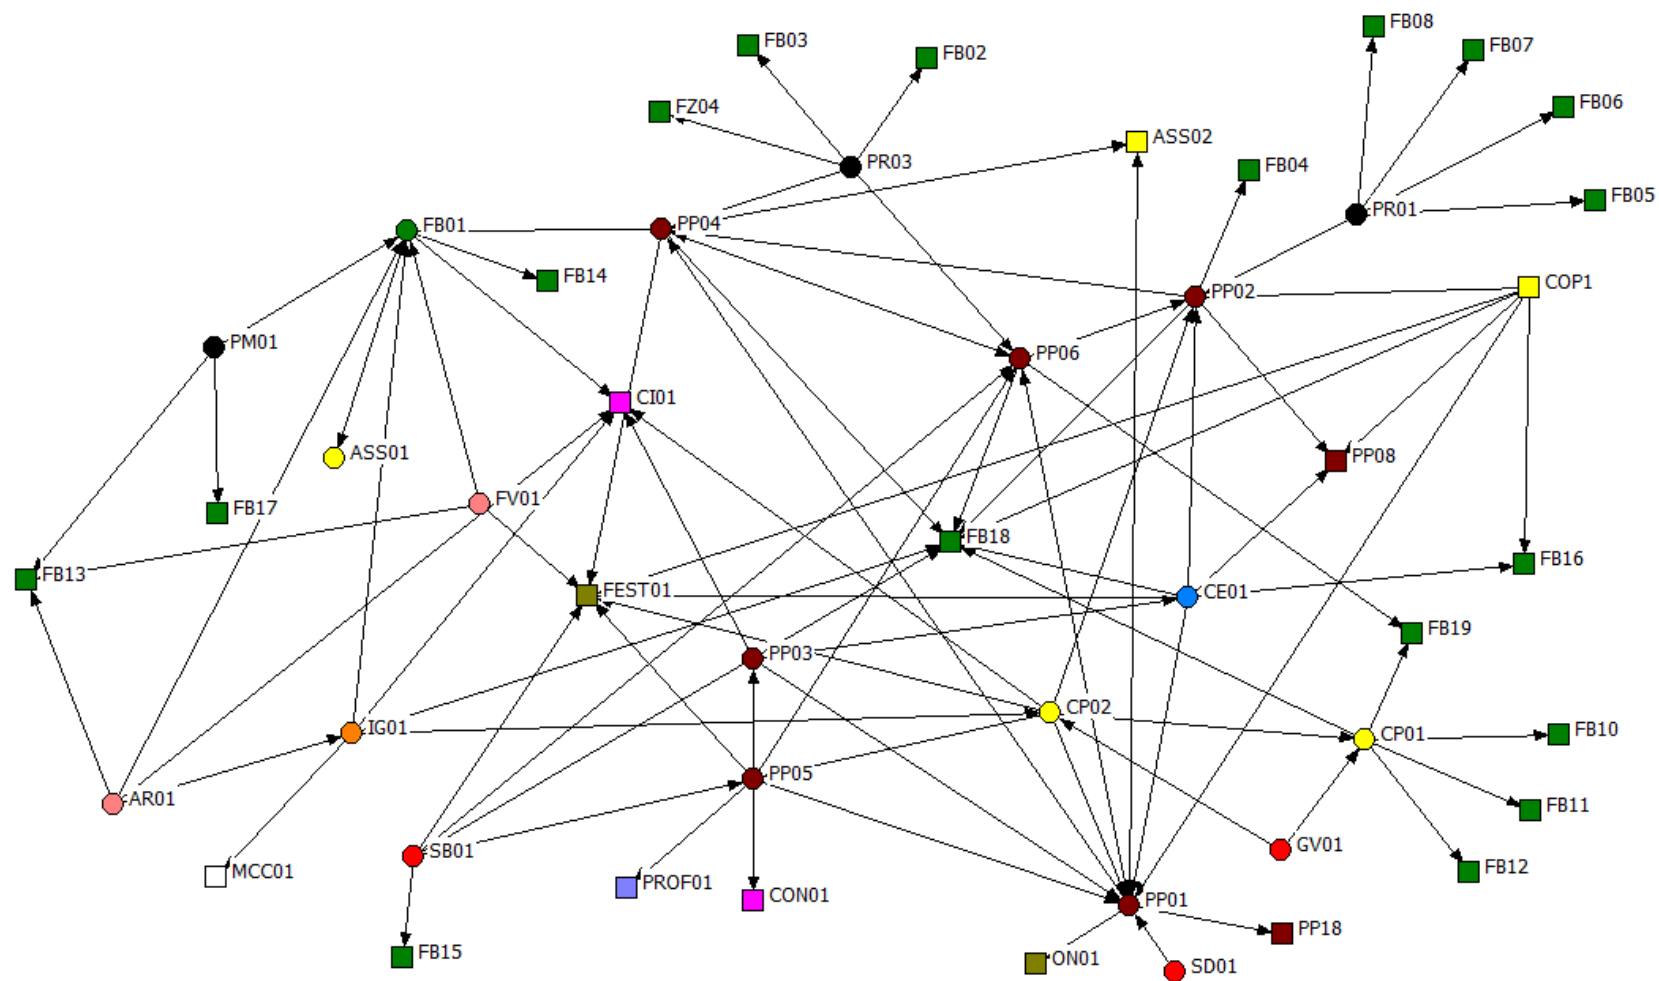 FB08
FB03
FB07
FB02
FB06
FZ04
ASS02
PR03
FB04
FB05
PR01
FB01
PP04
FB14
COP1
PP02
PM01
PP06
CI01
ASS01
PP08
FV01
FB17
FB18
FB16
FB13
FEST01
CE01
FB19
PP03
CP02
IG01
CP01
FB10
PP05
AR01
FB11
SB01
GV01
FB12
MCC01
PROF01
CON01
PP01
PP18
FB15
ON01
SD01